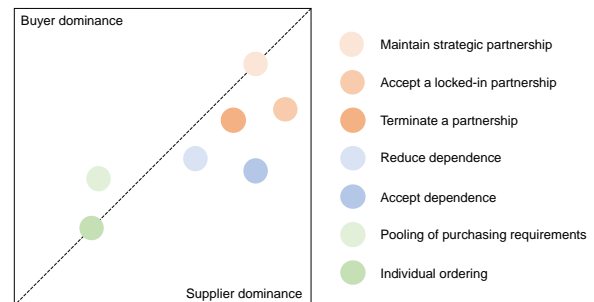 Buyer dominance
Supplier dominance
Maintain strategic partnership
Accept a locked-in partnership
Terminate a partnership
Reduce dependence
Accept dependence
Pooling of purchasing requirements
Individual ordering